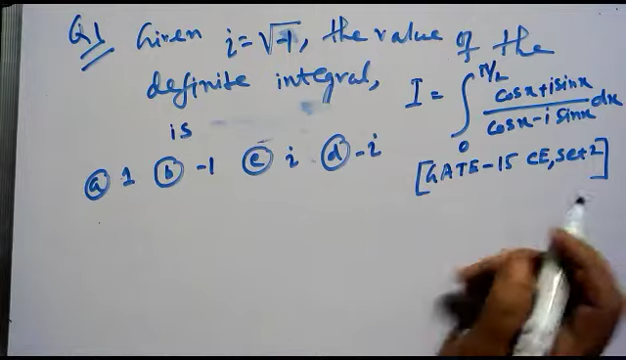 Q1 Given i = √-1, the value of the
definite integral, I = ∫₀^(π/2) (cosx + i sinx)/(cosx - i sinx) dx
is
(a) 1 (b) -1 (c) i (d) -i
[GATE-15 CE, Set 2]